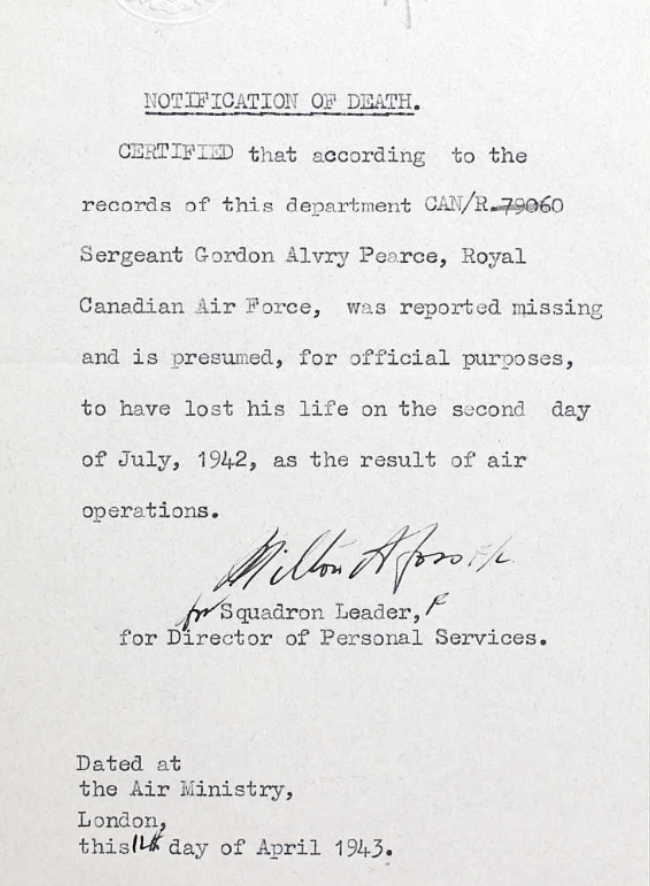 NOTIFICATION OF DEATH.
CERTIFIED that according to the
records of this department CAN/R.79060
Sergeant Gordon Alvry Pearce, Royal
Canadian Air Force, was reported missing
and is presumed, for official purposes,
to have lost his life on the second day
of July, 1942, as the result of air
operations.
Milton A
for Squadron Leader,
for Director of Personal Services.
Dated at
the Air Ministry,
London,
this day of April 1943.